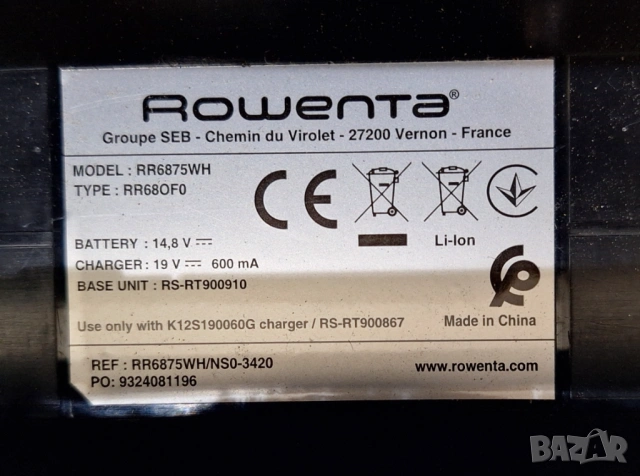 Rowenta®
Groupe SEB - Chemin du Virolet - 27200 Vernon - France
MODEL : RR6875WH
TYPE : RR68OF0
CE
BATTERY : 14,8 V
Li-Ion
CHARGER : 19 V 600 mA
BASE UNIT : RS-RT900910
Use only with K12S190060G charger / RS-RT900867
Made in China
REF : RR6875WH/NS0-3420
www.rowenta.com
PO: 9324081196
BAZAR
.bg